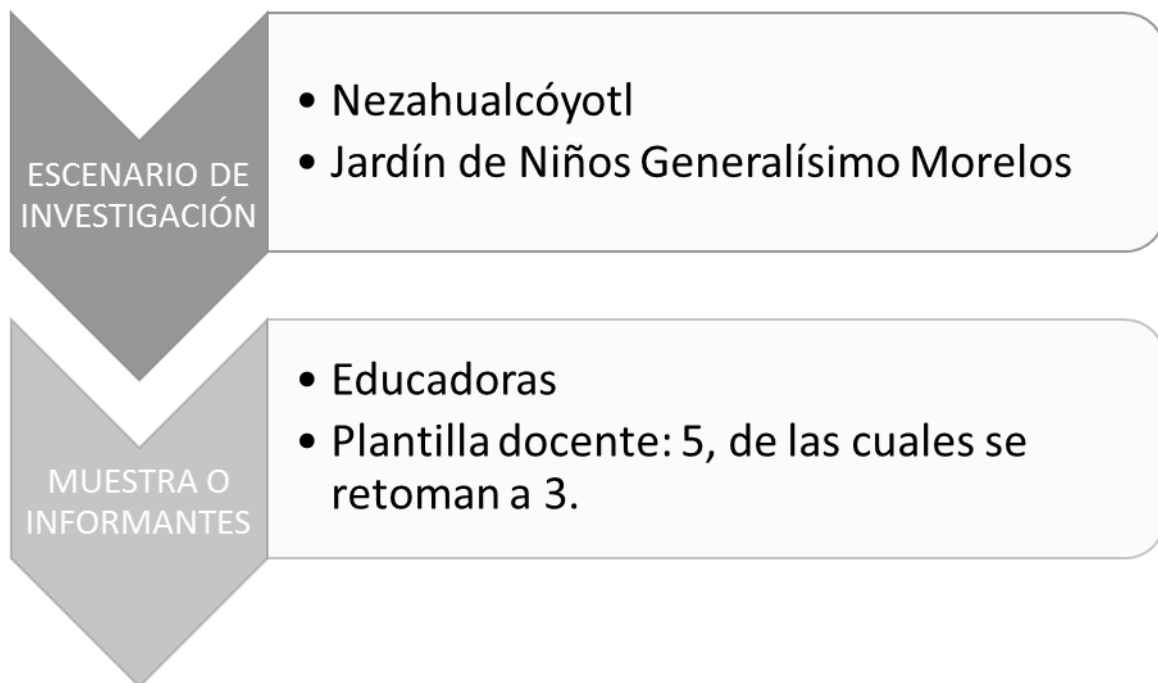 ESCENARIO DE
INVESTIGACIÓN
• Nezahualcóyotl
• Jardín de Niños Generalísimo Morelos
MUESTRA O
INFORMANTES
• Educadoras
• Plantilla docente: 5, de las cuales se
retoman a 3.